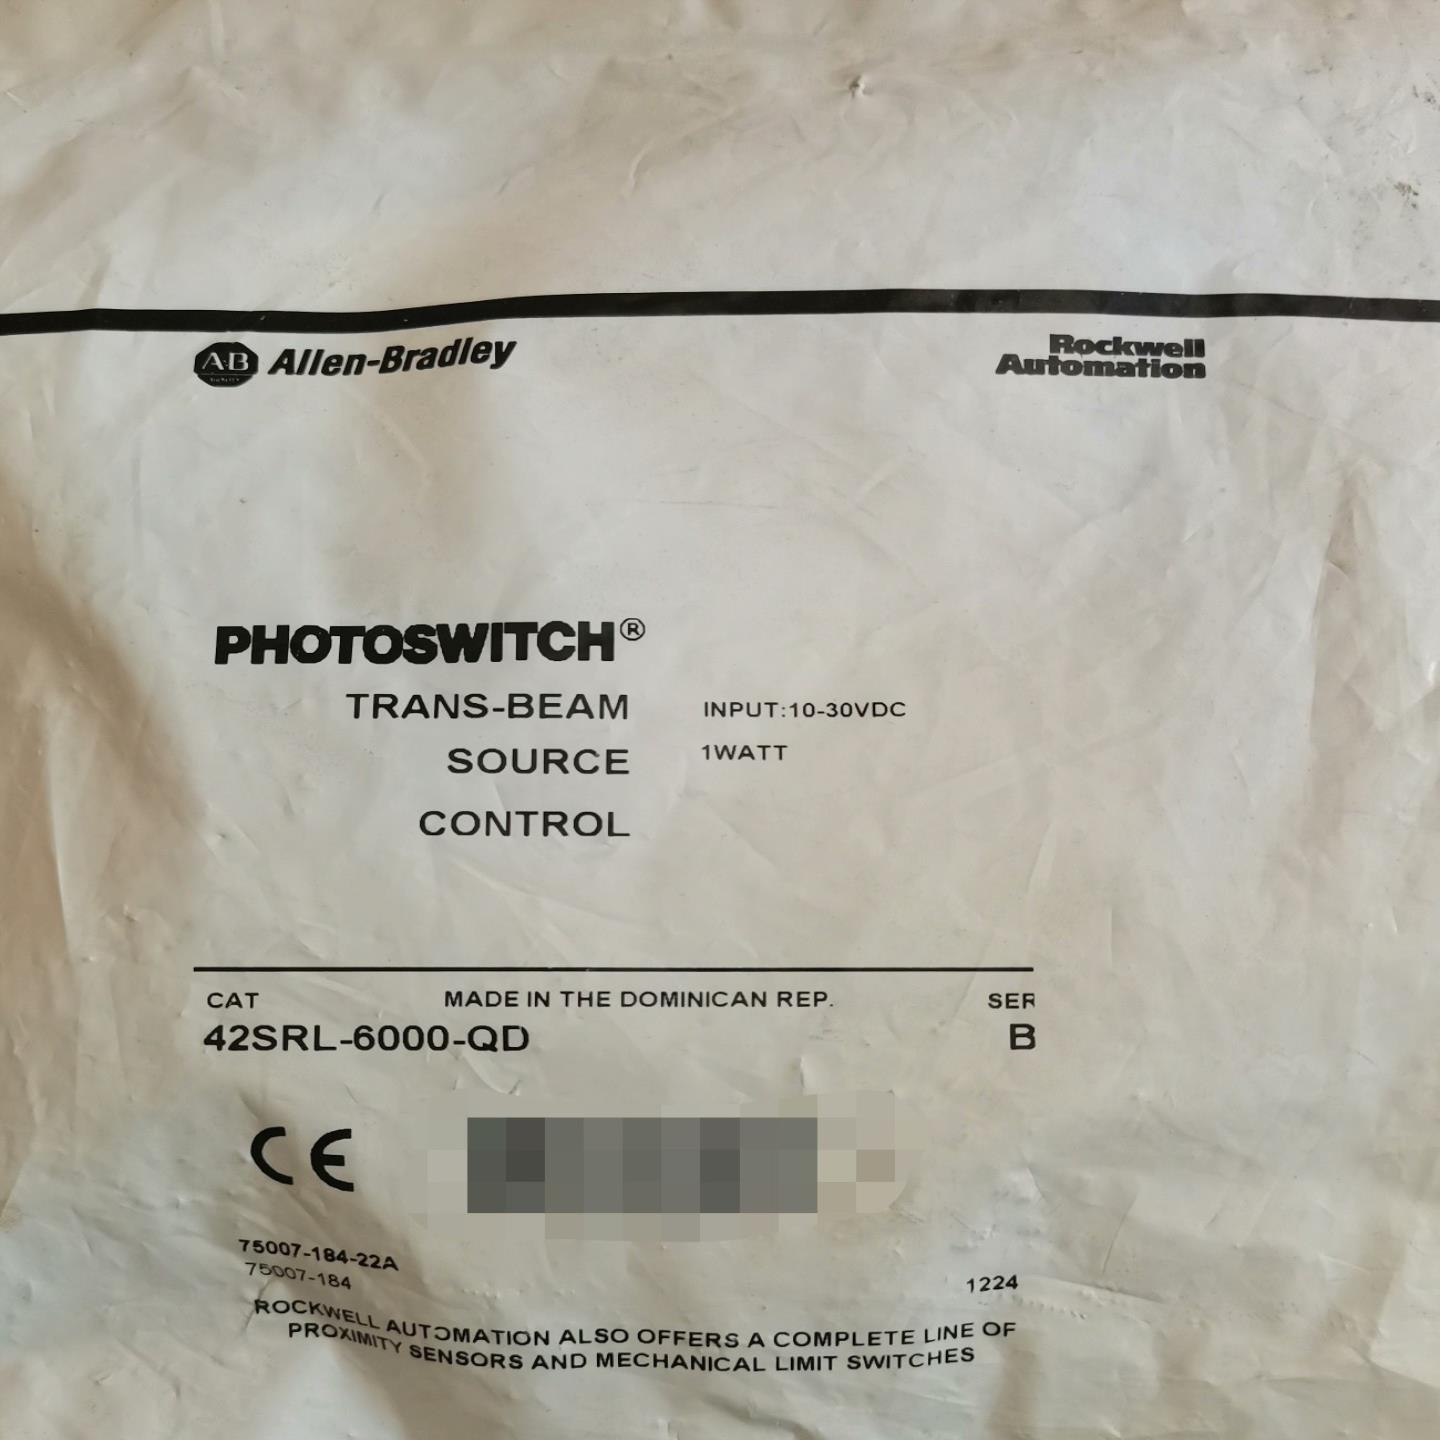 A·B Allen-Bradley
Rockwell
Automation
PHOTOSWITCH®
TRANS-BEAM INPUT:10-30VDC
SOURCE 1WATT
CONTROL
CAT MADE IN THE DOMINICAN REP. SER
42SRL-6000-QD B
CE
75007-184-22A
75007-184 1224
ROCKWELL AUTOMATION ALSO OFFERS A COMPLETE LINE OF
PROXIMITY SENSORS AND MECHANICAL LIMIT SWITCHES